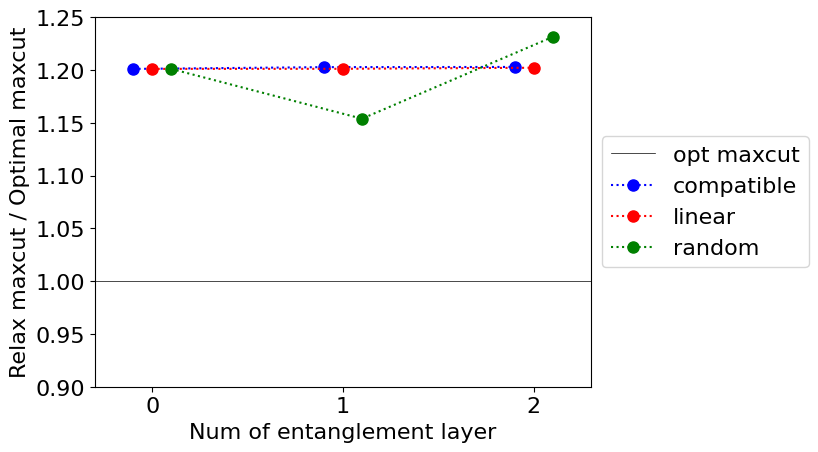 Relax maxcut / Optimal maxcut
1.25
1.20
1.15
1.10
1.05
1.00
0.95
0.90
0
1
2
Num of entanglement layer
opt maxcut
compatible
linear
random